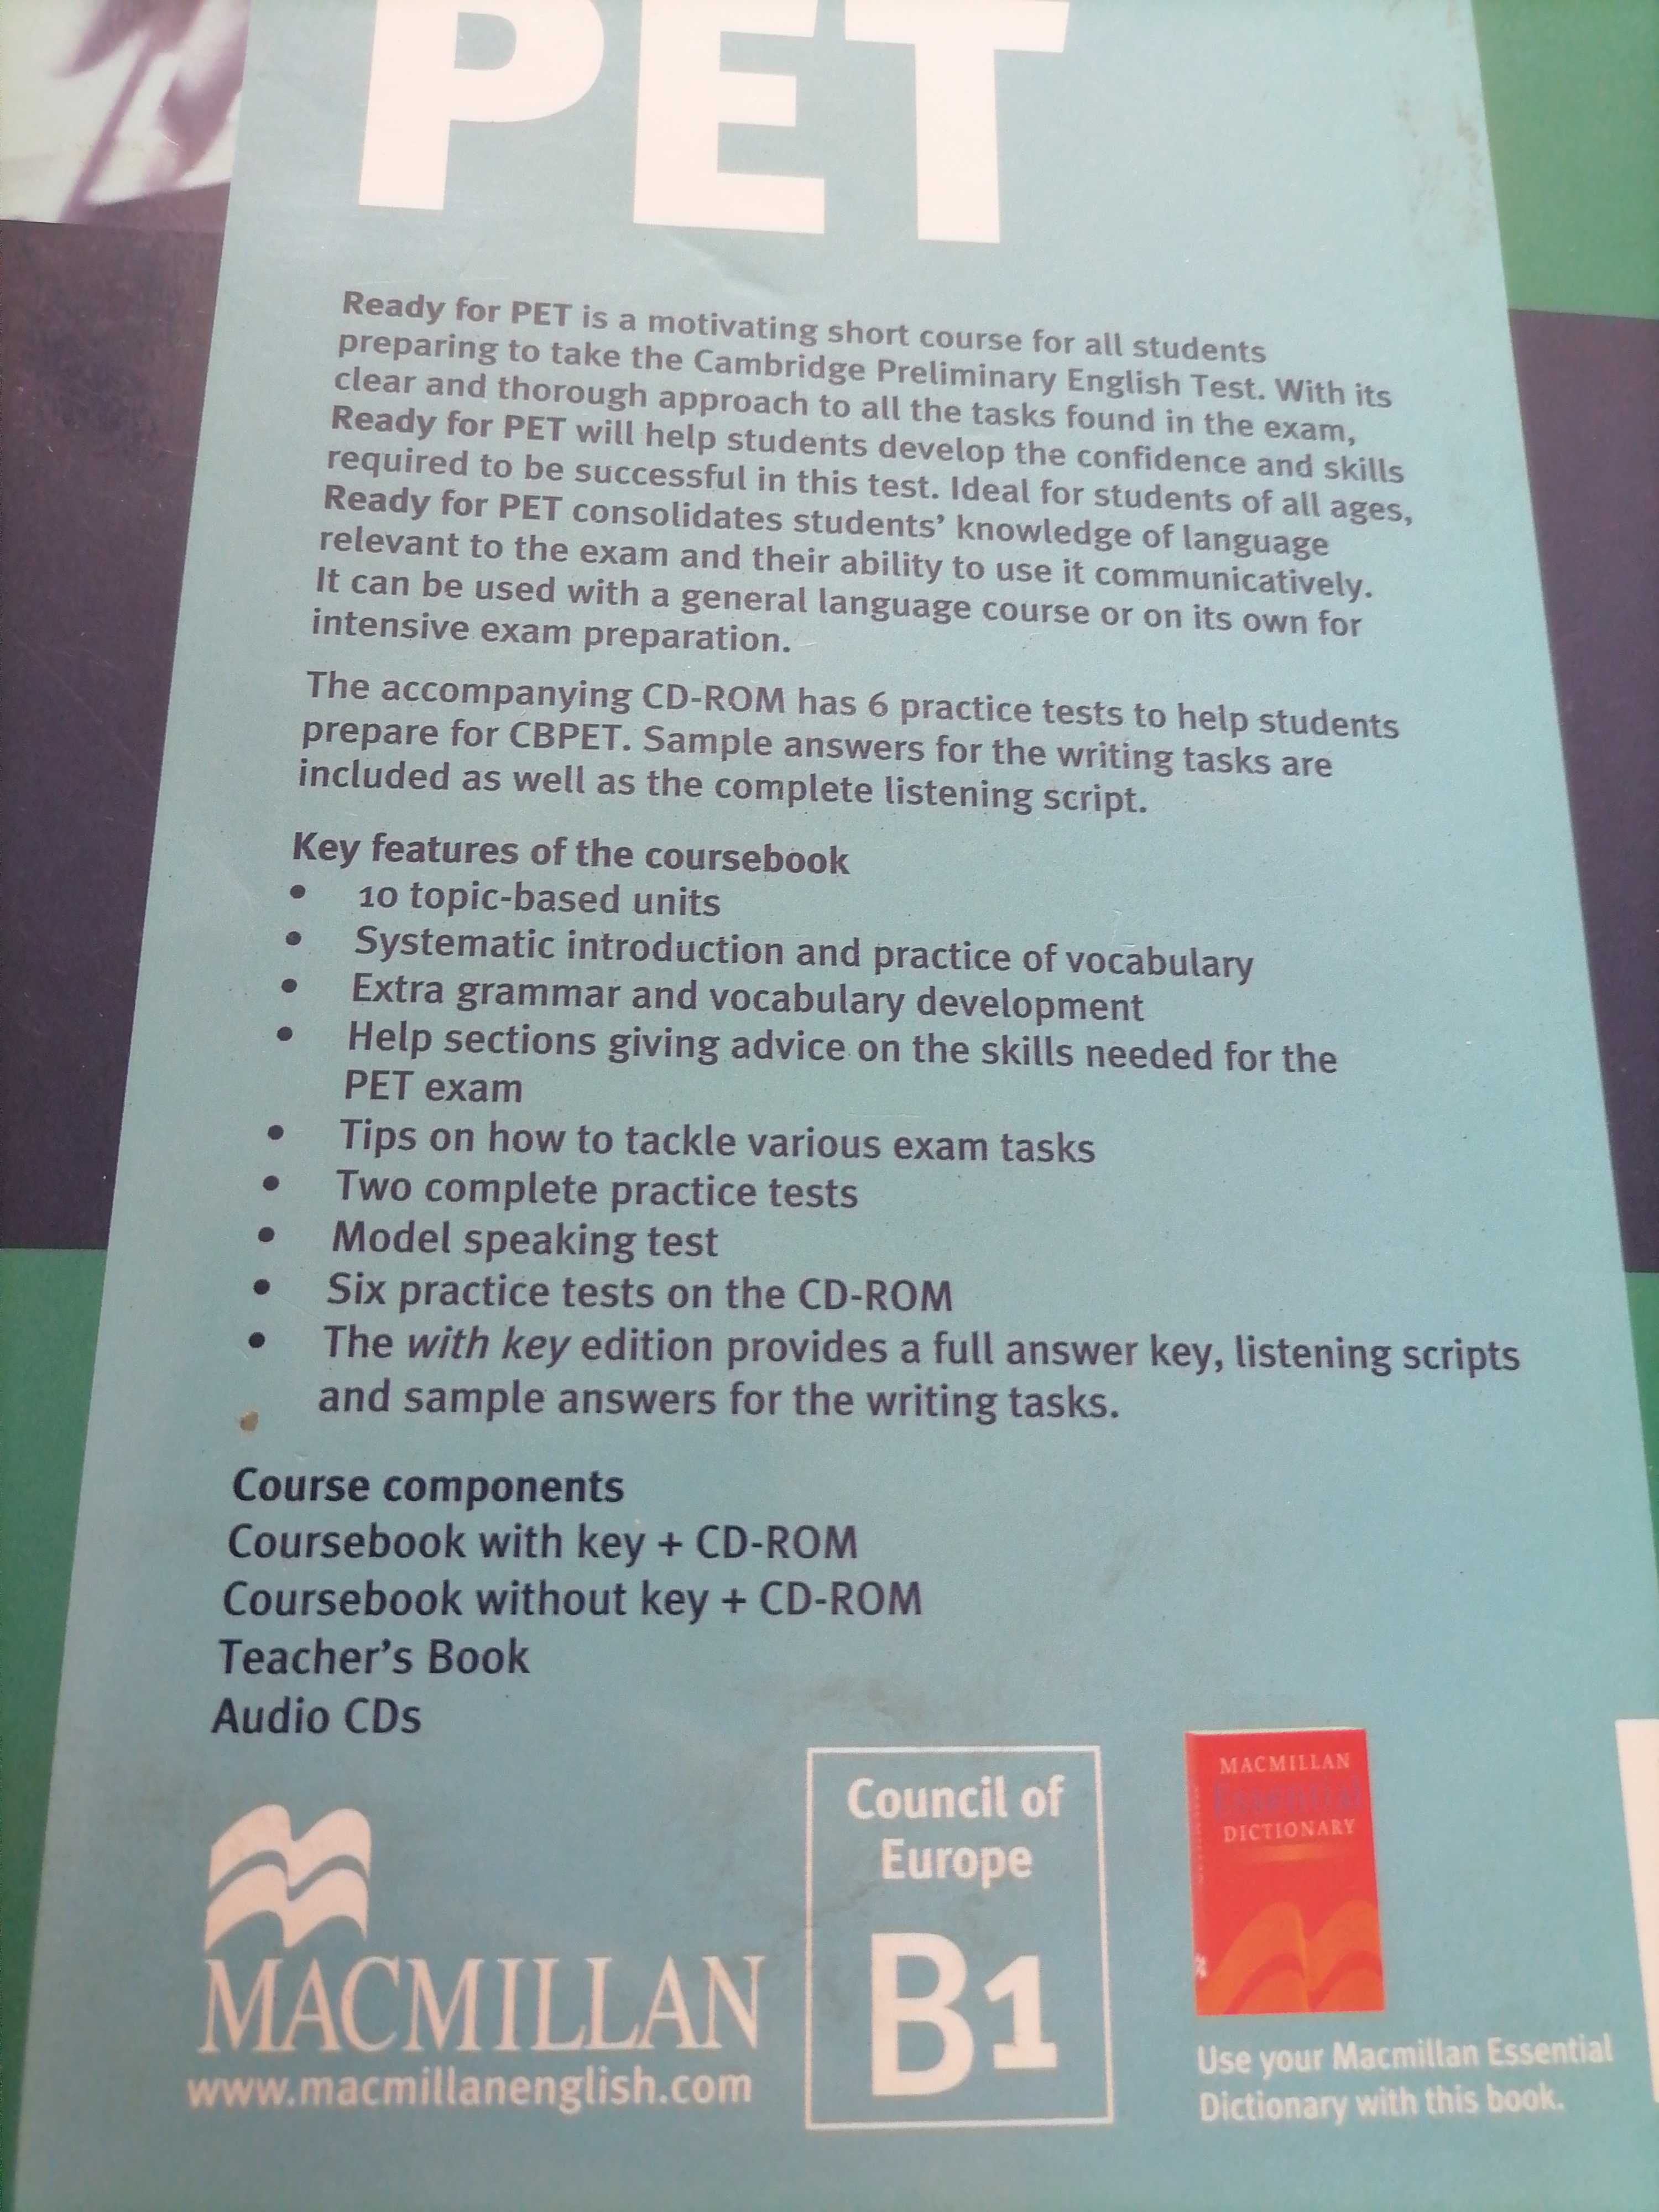 PET
Ready for PET is a motivating short course for all students
preparing to take the Cambridge Preliminary English Test. With its
clear and thorough approach to all the tasks found in the exam,
Ready for PET will help students develop the confidence and skills
required to be successful in this test. Ideal for students of all ages,
Ready for PET consolidates students’ knowledge of language
relevant to the exam and their ability to use it communicatively.
It can be used with a general language course or on its own for
intensive exam preparation.
The accompanying CD-ROM has 6 practice tests to help students
prepare for CBPET. Sample answers for the writing tasks are
included as well as the complete listening script.
Key features of the coursebook
• 10 topic-based units
• Systematic introduction and practice of vocabulary
• Extra grammar and vocabulary development
• Help sections giving advice on the skills needed for the
PET exam
• Tips on how to tackle various exam tasks
• Two complete practice tests
• Model speaking test
• Six practice tests on the CD-ROM
• The with key edition provides a full answer key, listening scripts
and sample answers for the writing tasks.
Course components
Coursebook with key + CD-ROM
Coursebook without key + CD-ROM
Teacher’s Book
Audio CDs
MACMILLAN
www.macmillanenglish.com
Council of
Europe
B1
MACMILLAN
Essential
DICTIONARY
Use your Macmillan Essential
Dictionary with this book.